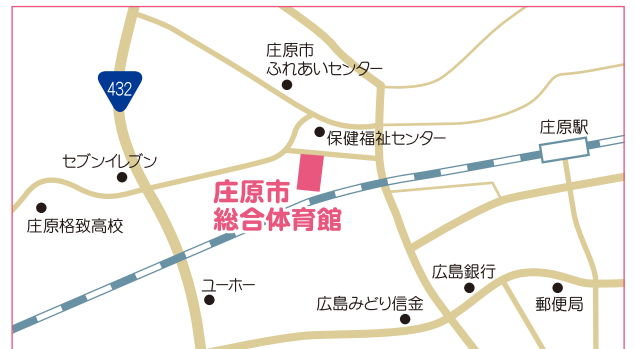 庄原市
ふれあいセンター
432
保健福祉センター
庄原駅
セブンイレブン
庄原市
総合体育館
庄原格致高校
ユーホー
広島銀行
広島みどり信金
郵便局